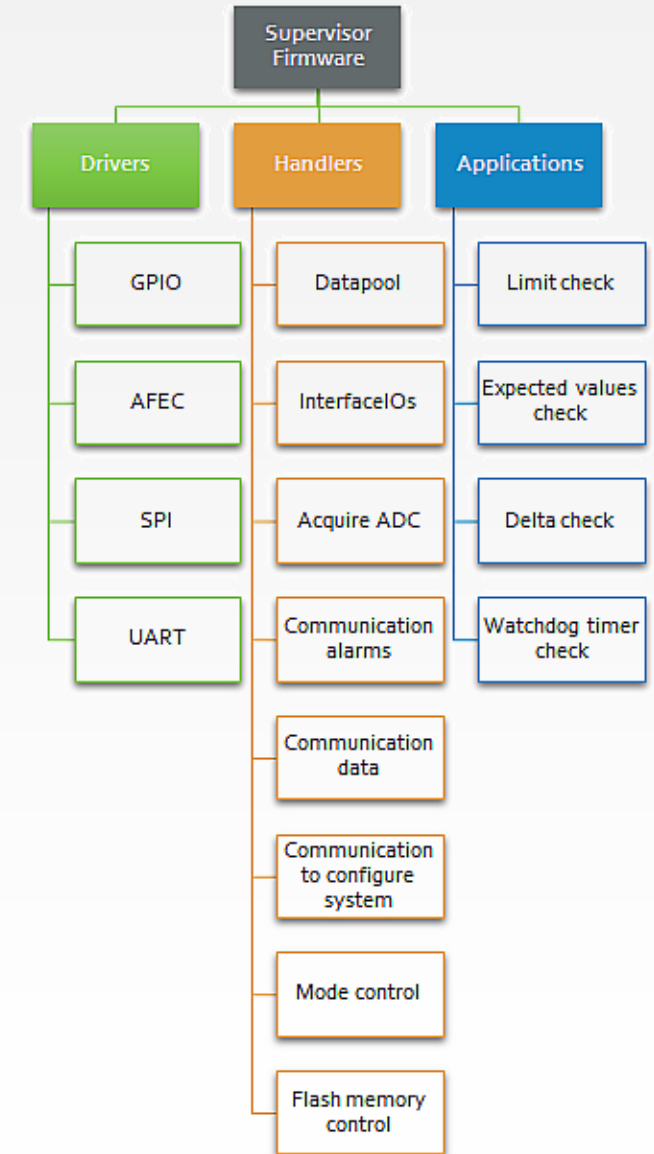 Supervisor
Firmware
Drivers
Handlers
Applications
GPIO
Datapool
Limit check
AFEC
InterfaceIOs
Expected values
check
SPI
Acquire ADC
Delta check
UART
Communication
alarms
Watchdog timer
check
Communication
data
Communication
to configure
system
Mode control
Flash memory
control